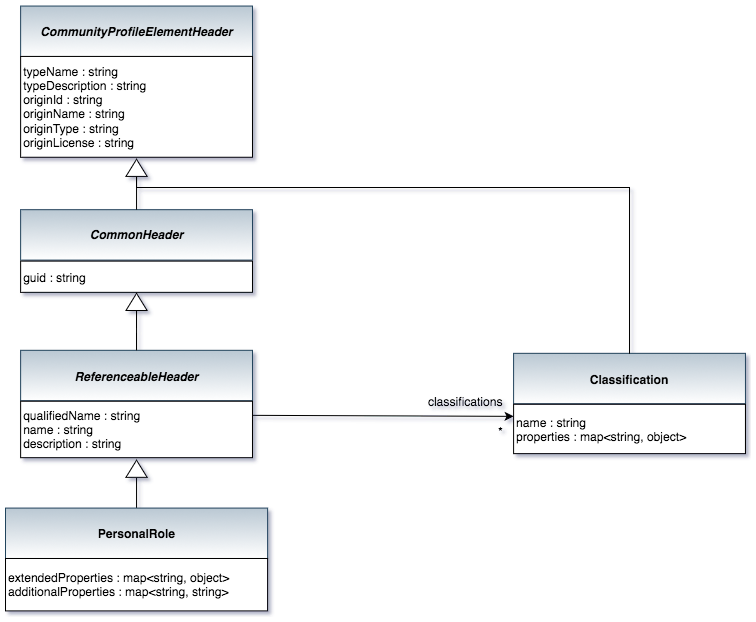 CommunityProfileElementHeader
typeName : string
typeDescription : string
originId : string
originName : string
originType : string
originLicense : string
CommonHeader
guid : string
ReferenceableHeader
qualifiedName : string
name : string
description : string
classifications
*
Classification
name : string
properties : map<string, object>
PersonalRole
extendedProperties : map<string, object>
additionalProperties : map<string, string>